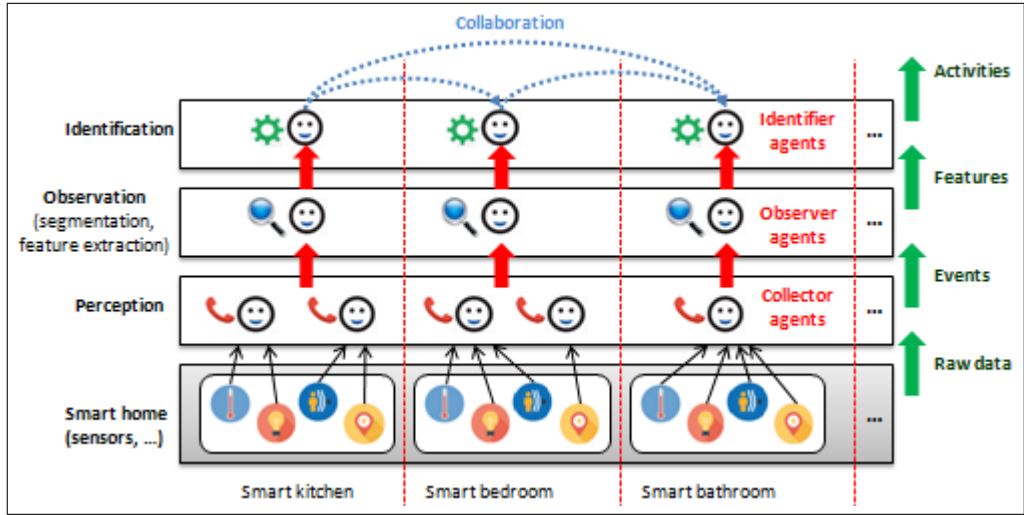 Collaboration
Activities
Identification
Identifier
agents
...
Features
Observation
(segmentation,
feature extraction)
Observer
agents
...
Events
Perception
Collector
agents
...
Raw data
Smart home
(sensors, ...)
...
Smart kitchen
Smart bedroom
Smart bathroom